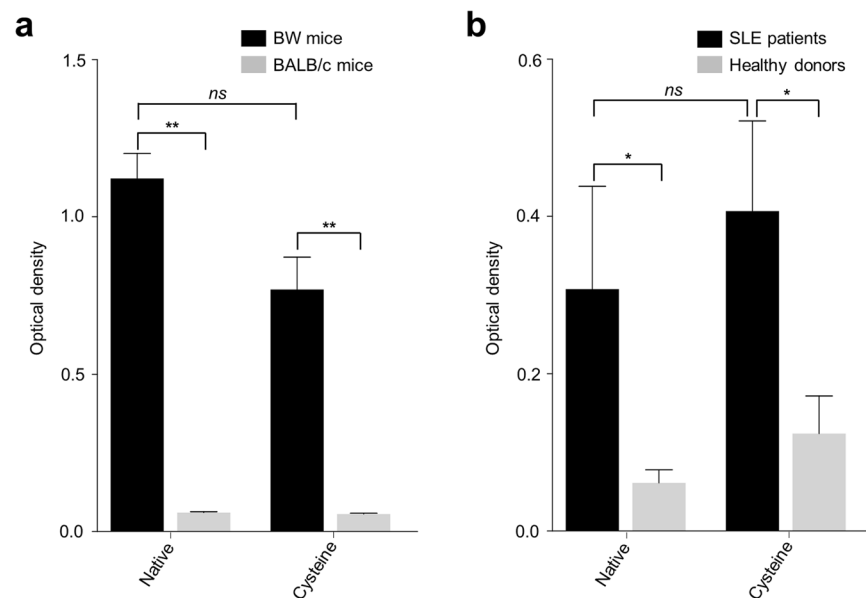 a
BW mice
BALB/c mice
1.5
1.0
0.5
0.0
Optical density
ns
**
**
Native
Cysteine
b
SLE patients
Healthy donors
0.6
0.4
0.2
0.0
Optical density
ns
*
*
Native
Cysteine